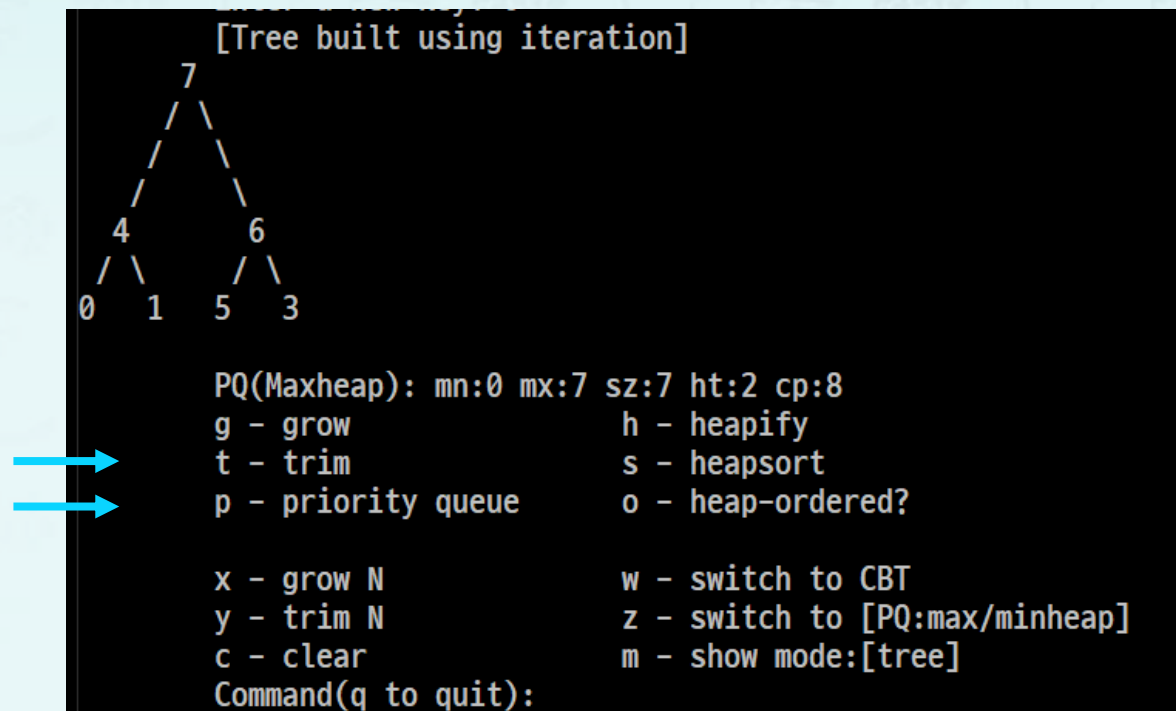 [Tree built using iteration]
7
/ \
/ \
/ \
4 6
/ \ / \
0 1 5 3
PQ(Maxheap): mn:0 mx:7 sz:7 ht:2 cp:8
g - grow h - heapify
t - trim s - heapsort
p - priority queue o - heap-ordered?
x - grow N w - switch to CBT
y - trim N z - switch to [PQ:max/minheap]
c - clear m - show mode:[tree]
Command(q to quit):